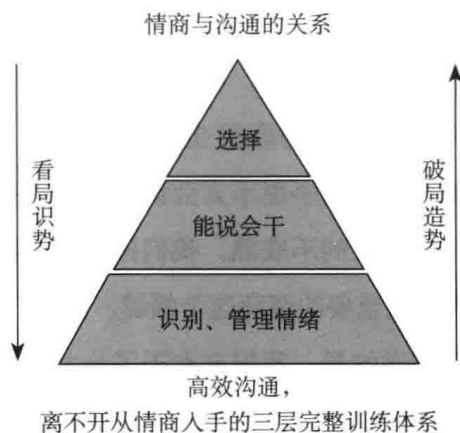 情商与沟通的关系
选择
看局识势
能说会干
破局造势
识别、管理情绪
高效沟通，
离不开从情商入手的三层完整训练体系